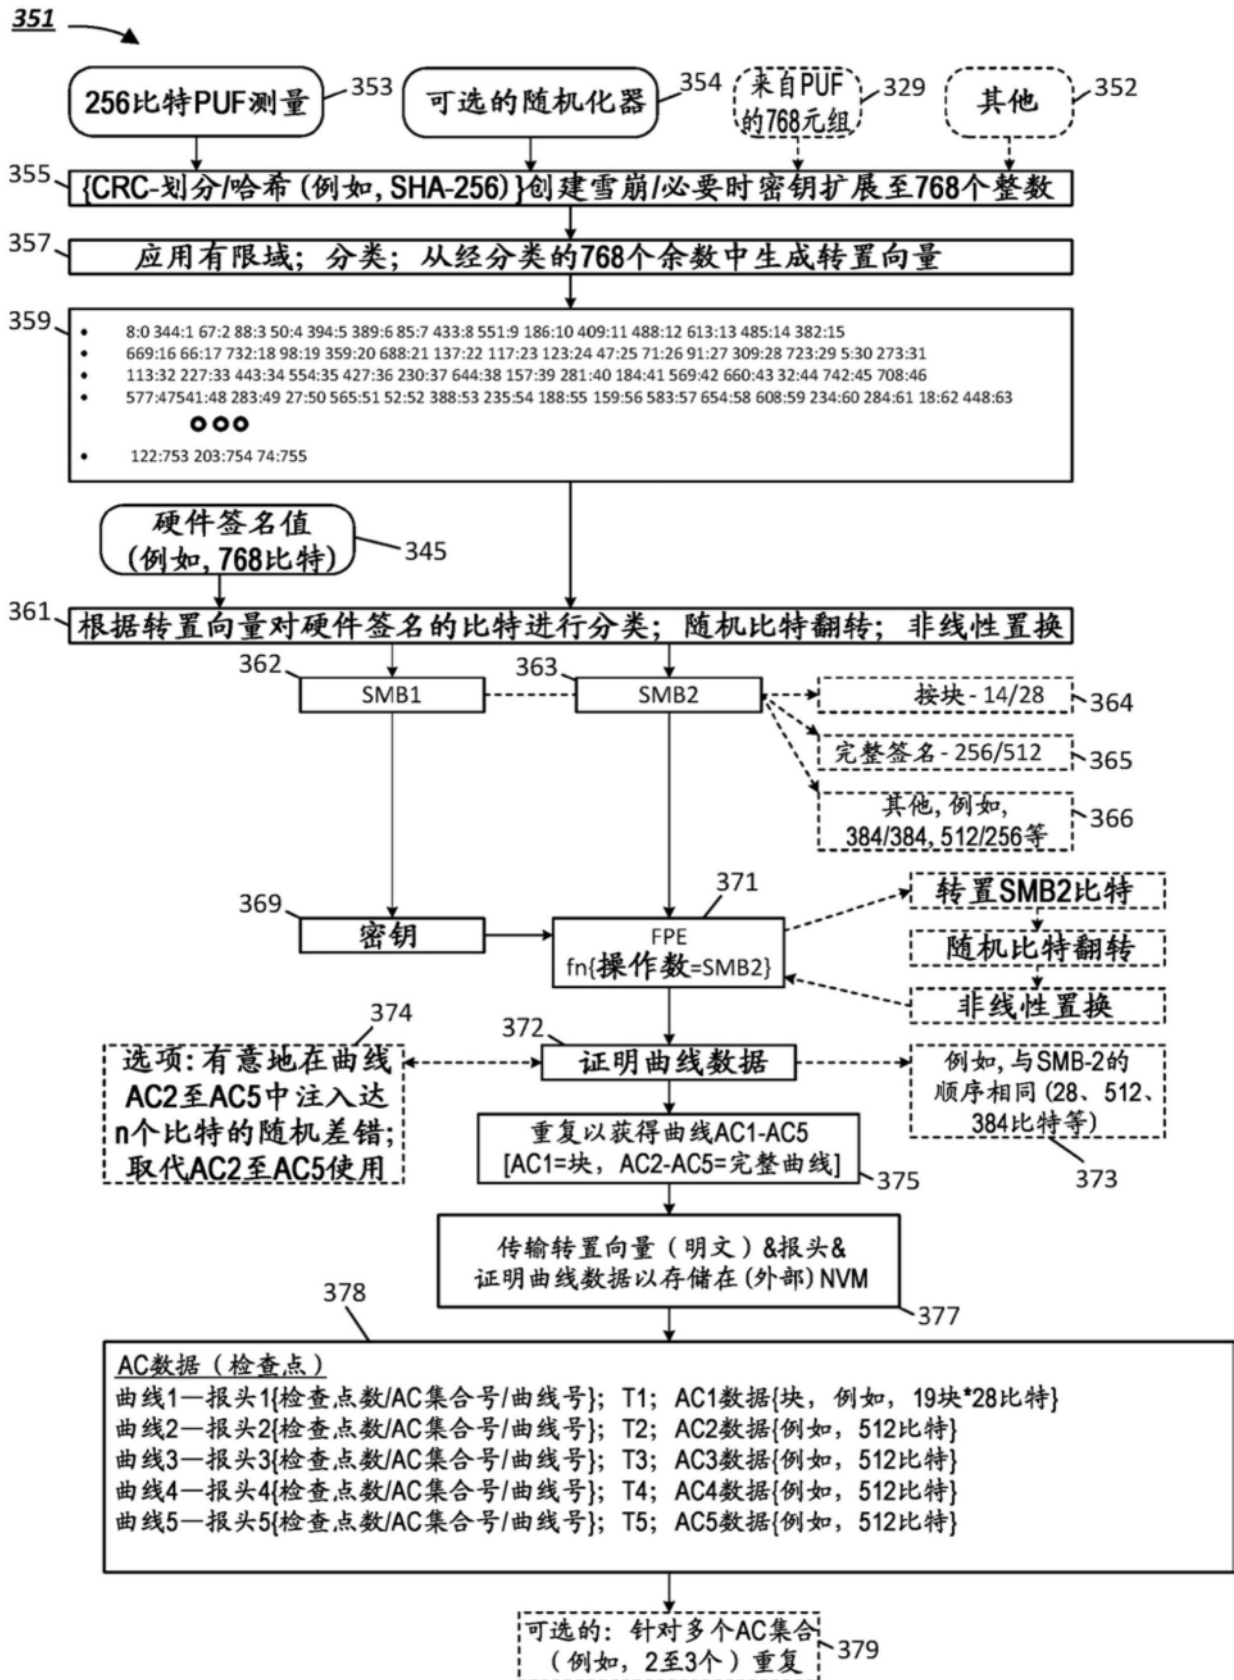 351
256比特PUF测量
353
可选的随机化器
354
来自PUF
的768元组
329
其他
352
355
{CRC-划分/哈希(例如, SHA-256)}创建雪崩/必要时密钥扩展至768个整数
357
应用有限域；分类；从经分类的768个余数中生成转置向量
359
• 8:0 344:1 67:2 88:3 50:4 394:5 389:6 85:7 433:8 551:9 186:10 409:11 488:12 613:13 485:14 382:15
• 669:16 66:17 732:18 98:19 359:20 688:21 137:22 117:23 123:24 47:25 71:26 91:27 309:28 723:29 5:30 273:31
• 113:32 227:33 443:34 554:35 427:36 230:37 644:38 157:39 281:40 184:41 569:42 660:43 32:44 742:45 708:46
• 577:47541:48 283:49 27:50 565:51 52:52 388:53 235:54 188:55 159:56 583:57 654:58 608:59 234:60 284:61 18:62 448:63
• 122:753 203:754 74:755
硬件签名值
(例如, 768比特)
345
361
根据转置向量对硬件签名的比特进行分类；随机比特翻转；非线性置换
362
363
SMB1
SMB2
按块 - 14/28
364
完整签名 - 256/512
365
其他, 例如,
384/384, 512/256等
366
369
密钥
371
FPE
fn{操作数=SMB2}
转置SMB2比特
随机比特翻转
非线性置换
374
选项: 有意地在曲线
AC2至AC5中注入达
n个比特的随机差错;
取代AC2至AC5使用
372
证明曲线数据
例如, 与SMB-2的
顺序相同(28、512、
384比特等)
373
重复以获得曲线AC1-AC5
[AC1=块，AC2-AC5=完整曲线]
375
传输转置向量（明文）&报头&
证明曲线数据以存储在(外部) NVM
377
378
AC数据（检查点）
曲线1—报头1{检查点数/AC集合号/曲线号}；T1；AC1数据{块，例如，19块*28比特}
曲线2—报头2{检查点数/AC集合号/曲线号}；T2；AC2数据{例如，512比特}
曲线3—报头3{检查点数/AC集合号/曲线号}；T3；AC3数据{例如，512比特}
曲线4—报头4{检查点数/AC集合号/曲线号}；T4；AC4数据{例如，512比特}
曲线5—报头5{检查点数/AC集合号/曲线号}；T5；AC5数据{例如，512比特}
可选的：针对多个AC集合
（例如，2至3个）重复
379